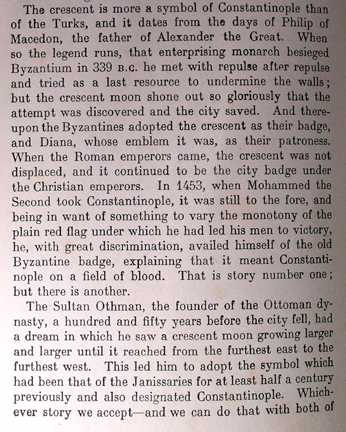 The crescent is more a symbol of Constantinople than
of the Turks, and it dates from the days of Philip of
Macedon, the father of Alexander the Great. When
so the legend runs, that enterprising monarch besieged
Byzantium in 339 B.C. he met with repulse after repulse
and tried as a last resource to undermine the walls;
but the crescent moon shone out so gloriously that the
attempt was discovered and the city saved. And there-
upon the Byzantines adopted the crescent as their badge,
and Diana, whose emblem it was, as their patroness.
When the Roman emperors came, the crescent was not
displaced, and it continued to be the city badge under
the Christian emperors. In 1453, when Mohammed the
Second took Constantinople, it was still to the fore, and
being in want of something to vary the monotony of the
plain red flag under which he had led his men to victory,
he, with great discrimination, availed himself of the old
Byzantine badge, explaining that it meant Constanti-
nople on a field of blood. That is story number one;
but there is another.
The Sultan Othman, the founder of the Ottoman dy-
nasty, a hundred and fifty years before the city fell, had
a dream in which he saw a crescent moon growing larger
and larger until it reached from the furthest east to the
furthest west. This led him to adopt the symbol which
had been that of the Janissaries for at least half a century
previously and also designated Constantinople. Which-
ever story we accept—and we can do that with both of